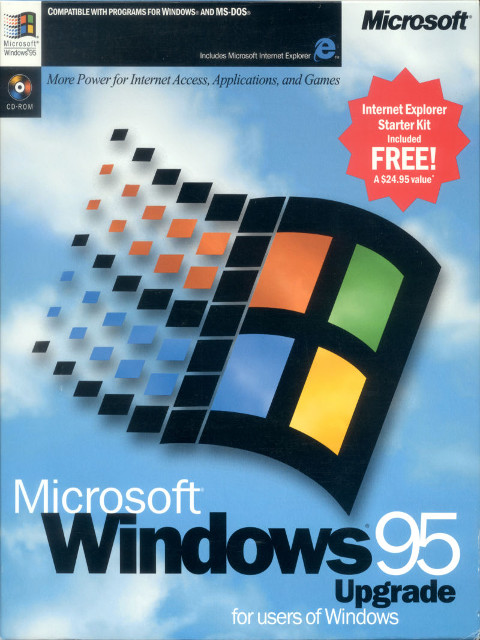 COMPATIBLE WITH PROGRAMS FOR WINDOWS® AND MS-DOS®
Microsoft®
Microsoft®
Windows®95
Includes Microsoft Internet Explorer
CD-ROM
More Power for Internet Access, Applications, and Games
Internet Explorer
Starter Kit
Included
FREE!
A $24.95 value*
Microsoft®
Windows®95
Upgrade
for users of Windows